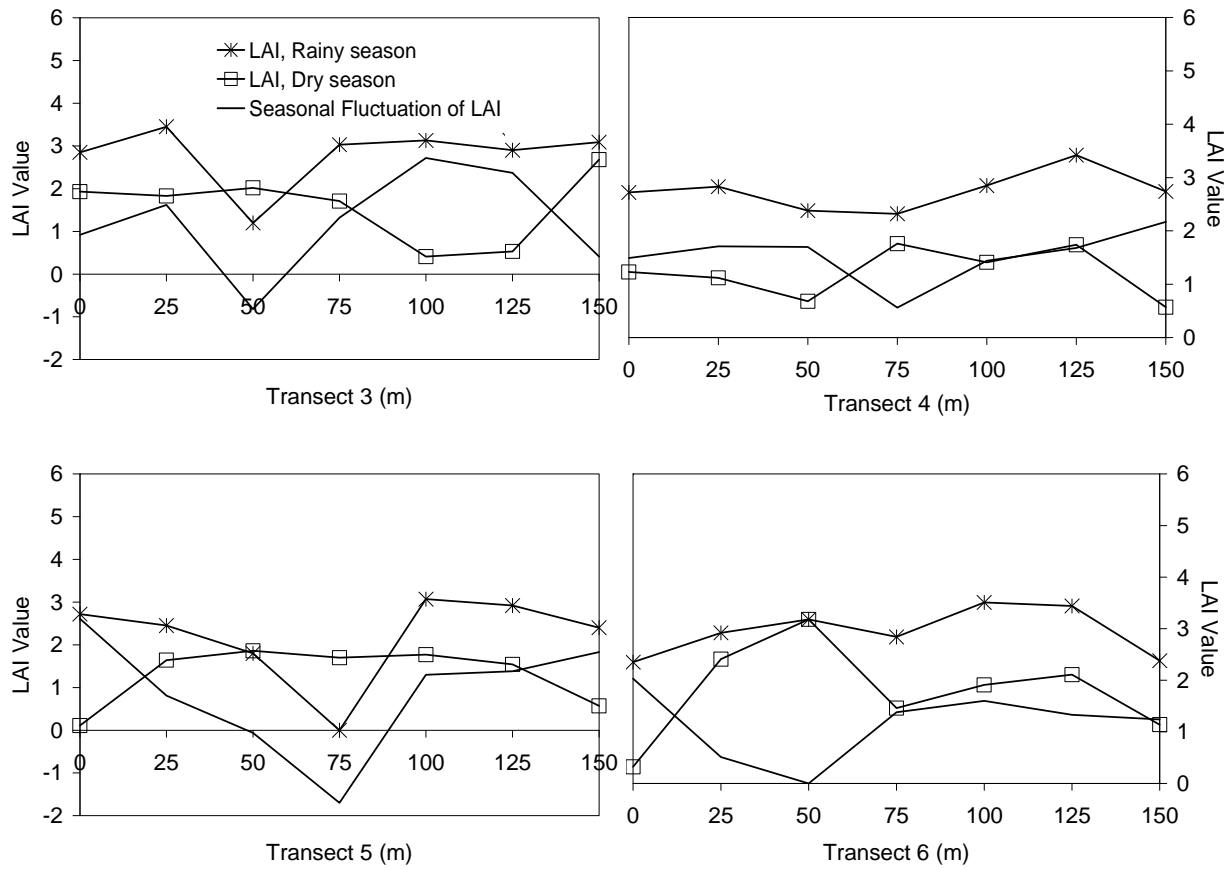 6
5
4
3
2
1
0
-1
-2
LAI Value
LAI, Rainy season
LAI, Dry season
Seasonal Fluctuation of LAI
0 25 50 75 100 125 150
Transect 3 (m)
6
5
4
3
2
1
0
LAI Value
0 25 50 75 100 125 150
Transect 4 (m)
6
5
4
3
2
1
0
-1
-2
LAI Value
0 25 50 75 100 125 150
Transect 5 (m)
6
5
4
3
2
1
0
LAI Value
0 25 50 75 100 125 150
Transect 6 (m)